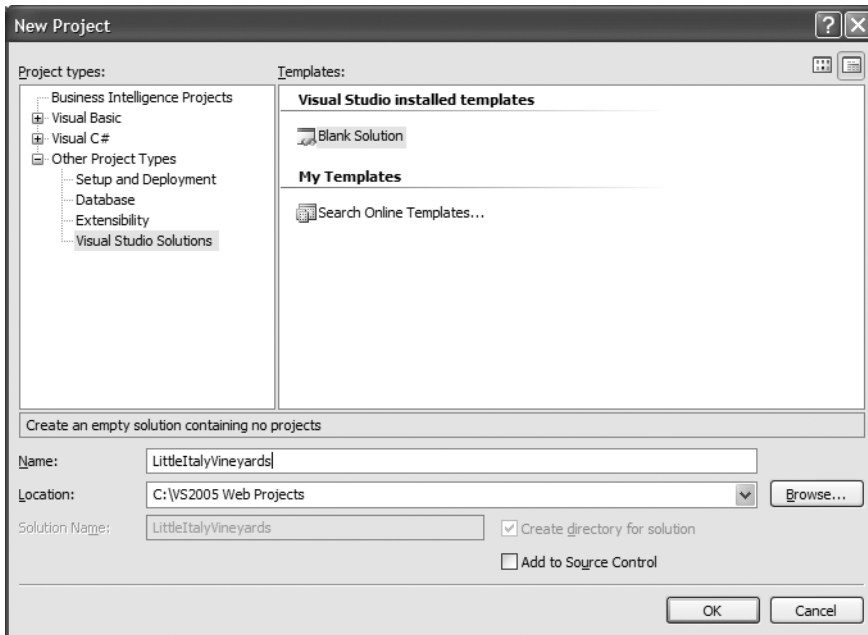 New Project
Project types:
Templates:
Business Intelligence Projects
Visual Basic
Visual C#
Other Project Types
Setup and Deployment
Database
Extensibility
Visual Studio Solutions
Visual Studio installed templates
Blank Solution
My Templates
Search Online Templates...
Create an empty solution containing no projects
Name:
LittleItalyVineyards
Location:
C:\VS2005 Web Projects
Browse...
Solution Name:
LittleItalyVineyards
Create directory for solution
Add to Source Control
OK
Cancel